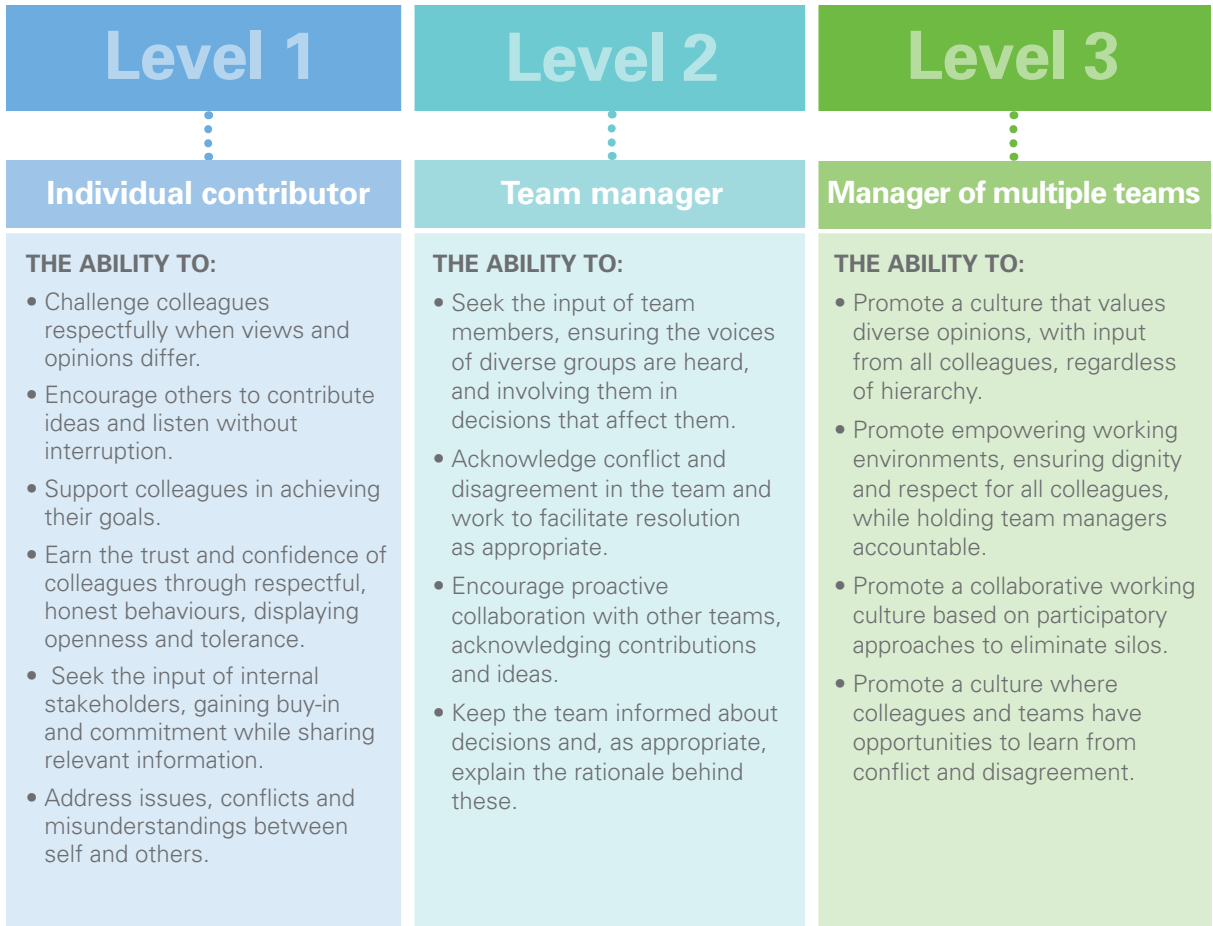 Level 1
Individual contributor
THE ABILITY TO:
• Challenge colleagues
respectfully when views and
opinions differ.
• Encourage others to contribute
ideas and listen without
interruption.
• Support colleagues in achieving
their goals.
• Earn the trust and confidence of
colleagues through respectful,
honest behaviours, displaying
openness and tolerance.
• Seek the input of internal
stakeholders, gaining buy-in
and commitment while sharing
relevant information.
• Address issues, conflicts and
misunderstandings between
self and others.
Level 2
Team manager
THE ABILITY TO:
• Seek the input of team
members, ensuring the voices
of diverse groups are heard,
and involving them in
decisions that affect them.
• Acknowledge conflict and
disagreement in the team and
work to facilitate resolution
as appropriate.
• Encourage proactive
collaboration with other teams,
acknowledging contributions
and ideas.
• Keep the team informed about
decisions and, as appropriate,
explain the rationale behind
these.
Level 3
Manager of multiple teams
THE ABILITY TO:
• Promote a culture that values
diverse opinions, with input
from all colleagues, regardless
of hierarchy.
• Promote empowering working
environments, ensuring dignity
and respect for all colleagues,
while holding team managers
accountable.
• Promote a collaborative working
culture based on participatory
approaches to eliminate silos.
• Promote a culture where
colleagues and teams have
opportunities to learn from
conflict and disagreement.